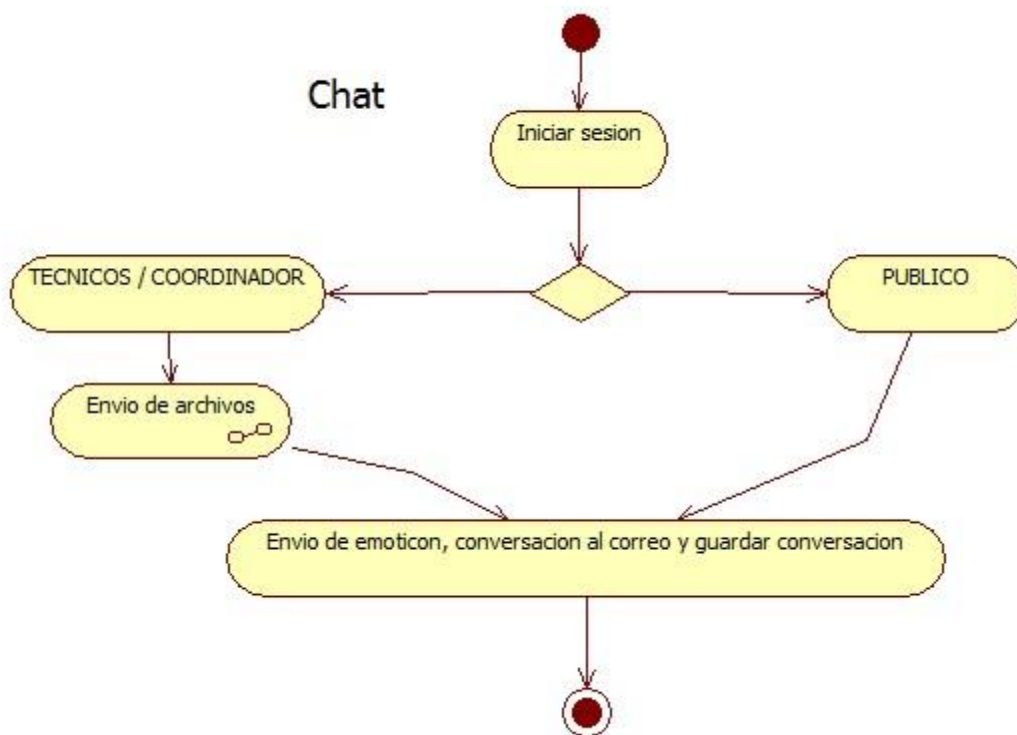 Chat
Iniciar sesion
TECNICOS / COORDINADOR
PUBLICO
Envio de archivos
Envio de emoticon, conversacion al correo y guardar conversacion